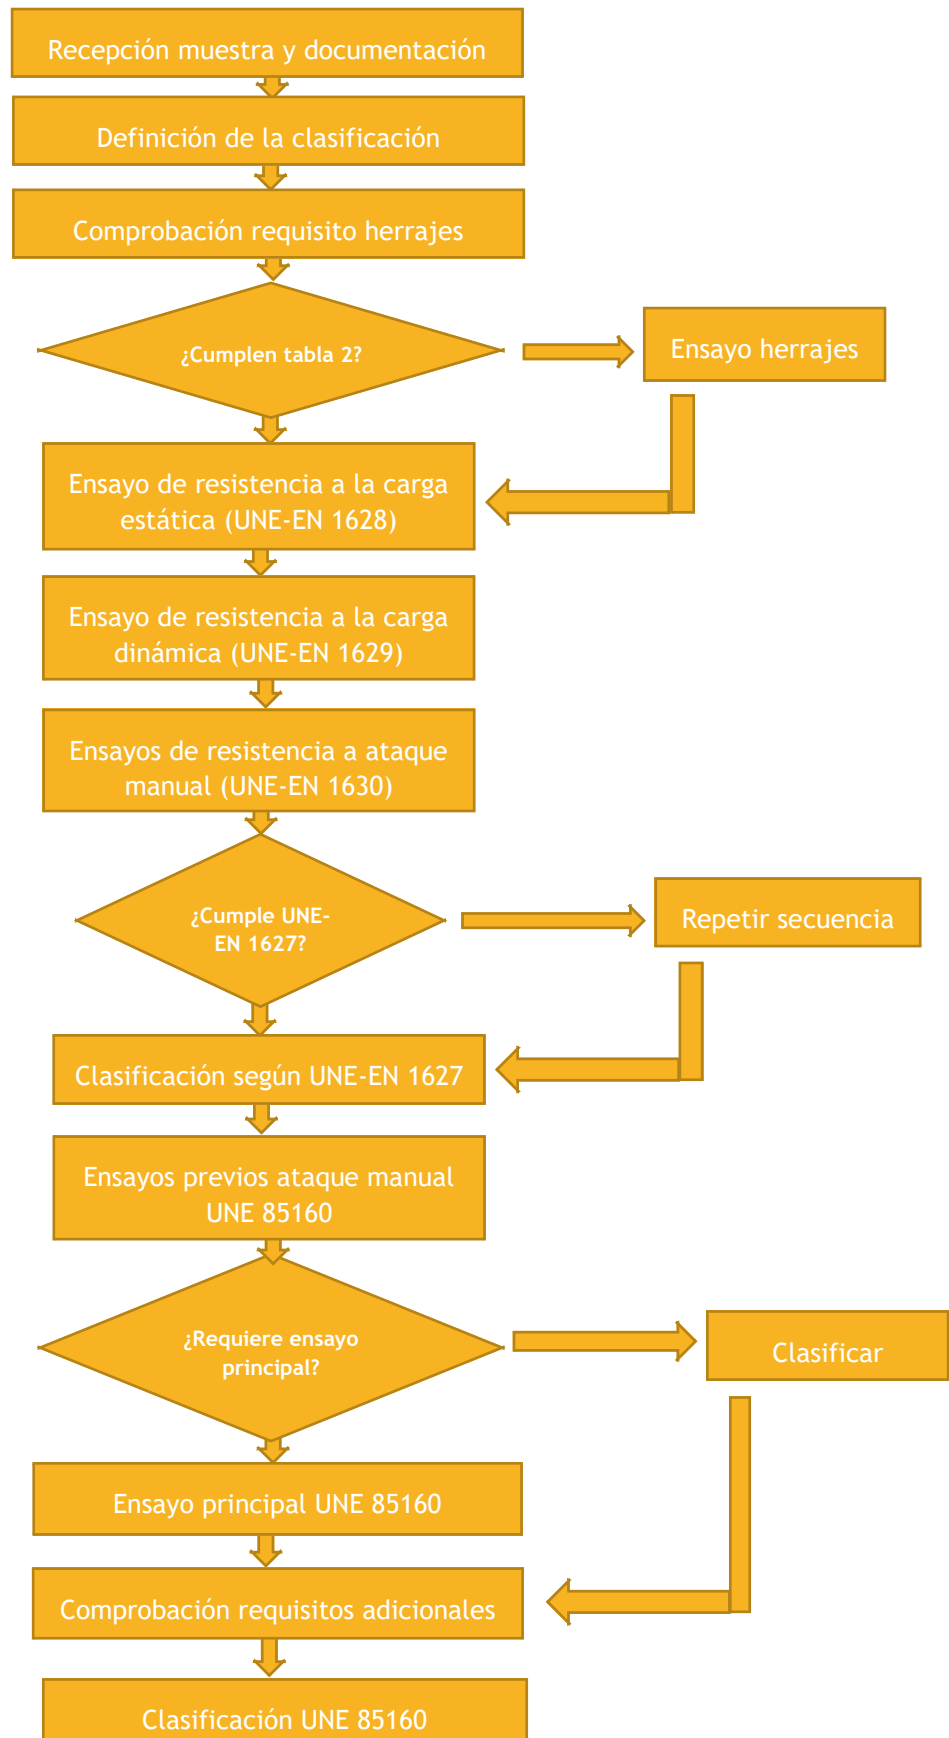 Recepción muestra y documentación
Definición de la clasificación
Comprobación requisito herrajes
¿Cumplen tabla 2?
Ensayo herrajes
Ensayo de resistencia a la carga
estática (UNE-EN 1628)
Ensayo de resistencia a la carga
dinámica (UNE-EN 1629)
Ensayos de resistencia a ataque
manual (UNE-EN 1630)
¿Cumple UNE-
EN 1627?
Repetir secuencia
Clasificación según UNE-EN 1627
Ensayos previos ataque manual
UNE 85160
¿Requiere ensayo
principal?
Clasificar
Ensayo principal UNE 85160
Comprobación requisitos adicionales
Clasificación UNE 85160